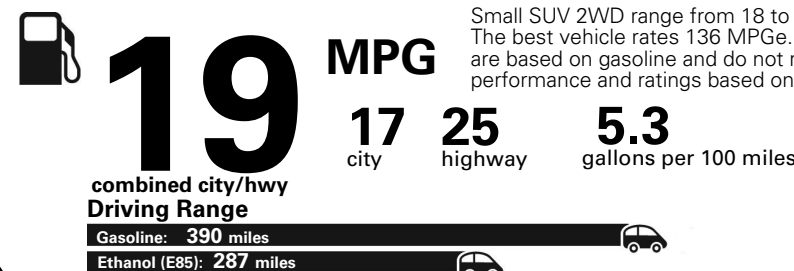 Small SUV 2WD range from 18 to
The best vehicle rates 136 MPGe.
are based on gasoline and do not
performance and ratings based on
19 MPG
17 25 5.3
city highway gallons per 100 miles
combined city/hwy
Driving Range
Gasoline: 390 miles
Ethanol (E85): 287 miles